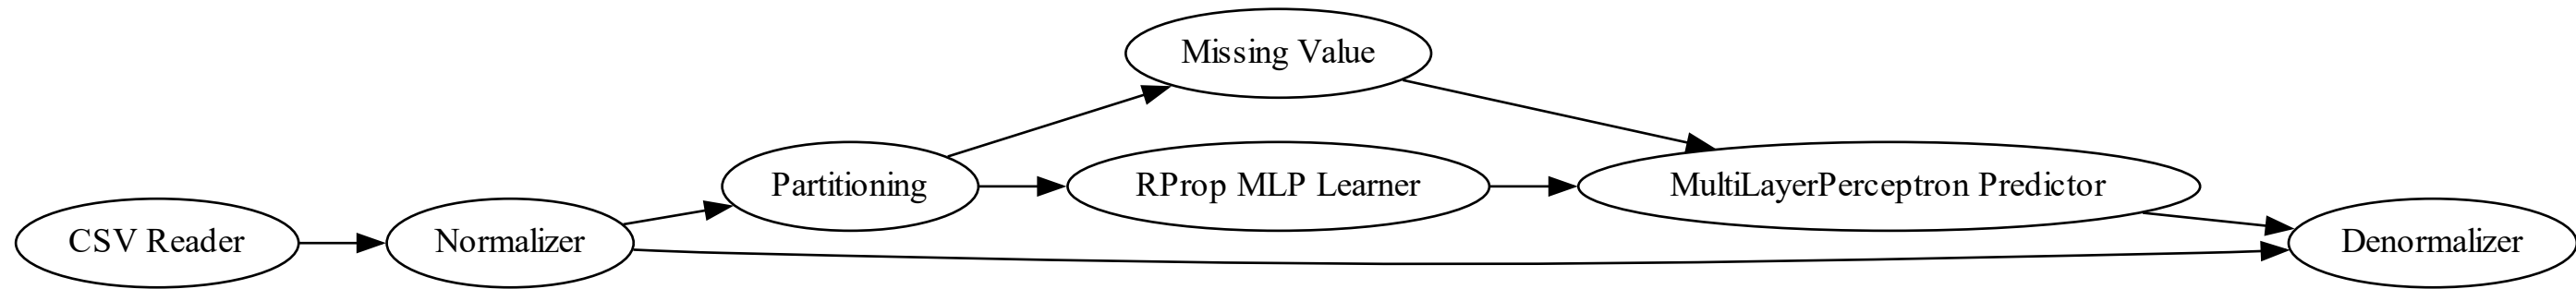 Missing Value
Partitioning
RProp MLP Learner
MultiLayerPerceptron Predictor
CSV Reader
Normalizer
Denormalizer